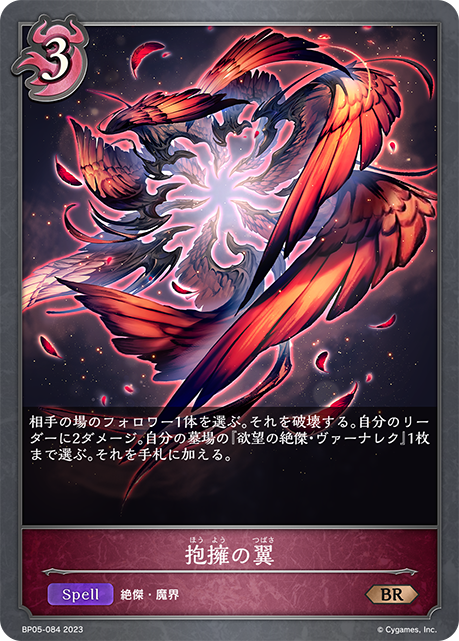 3
相手の場のフォロワー1体を選ぶ。それを破壊する。自分のリー
ダーに2ダメージ。自分の墓場の『欲望の絶傑・ヴァーナレク』1枚
まで選ぶ。それを手札に加える。
ほうよう つばさ
抱擁の翼
Spell 絶傑・魔界 BR
BP05-084 2023 © Cygames, Inc.